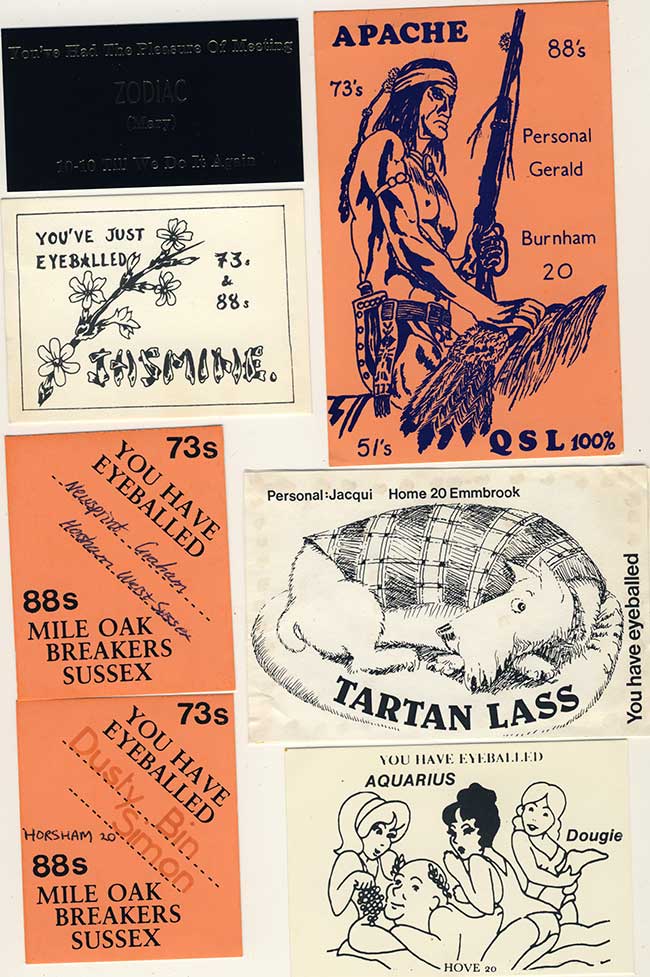 You've Had The Pleasure Of Meeting
ZODIAC
(Mary)
10-10 Till We Do It Again
APACHE
88's
73's
Personal
Gerald
Burnham
20
51's
QSL 100%
YOU'VE JUST
EYEBALLED
73s
&
88s
JASMINE.
73s
YOU HAVE
EYEBALLED
Newsprint Graham
Horsham West Sussex
88s
MILE OAK
BREAKERS
SUSSEX
Personal:Jacqui Home 20 Emmbrook
You have eyeballed
TARTAN LASS
73s
YOU HAVE
EYEBALLED
Dusty Bin
Simon
HORSHAM 20
88s
MILE OAK
BREAKERS
SUSSEX
YOU HAVE EYEBALLED
AQUARIUS
Dougie
HOVE 20